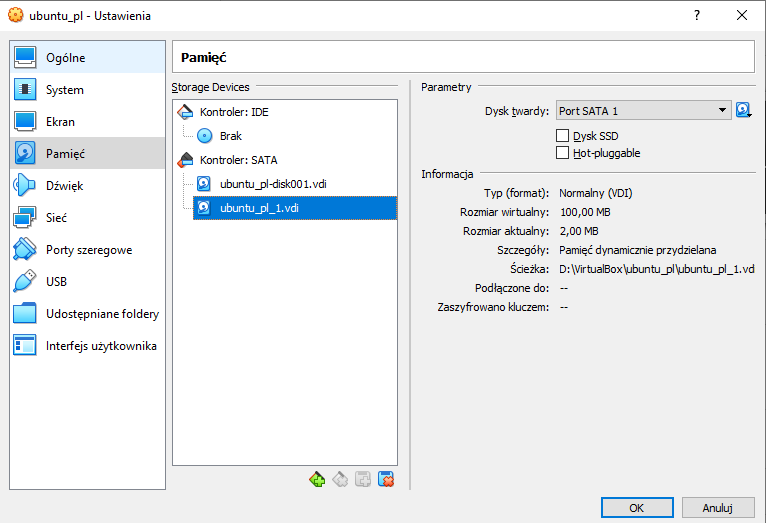 ubuntu_pl - Ustawienia
Ogólne
System
Ekran
Pamięć
Dźwięk
Sieć
Porty szeregowe
USB
Udostępniane foldery
Interfejs użytkownika
Pamięć
Storage Devices
Kontroler: IDE
Brak
Kontroler: SATA
ubuntu_pl-disk001.vdi
ubuntu_pl_1.vdi
Parametry
Dysk twardy: Port SATA 1
Dysk SSD
Hot-pluggable
Informacja
Typ (format): Normalny (VDI)
Rozmiar wirtualny: 100,00 MB
Rozmiar aktualny: 2,00 MB
Szczegóły: Pamięć dynamicznie przydzielana
Ścieżka: D:\VirtualBox\ubuntu_pl\ubuntu_pl_1.vd
Podłączone do: --
Zaszyfrowano kluczem: --
OK Anuluj